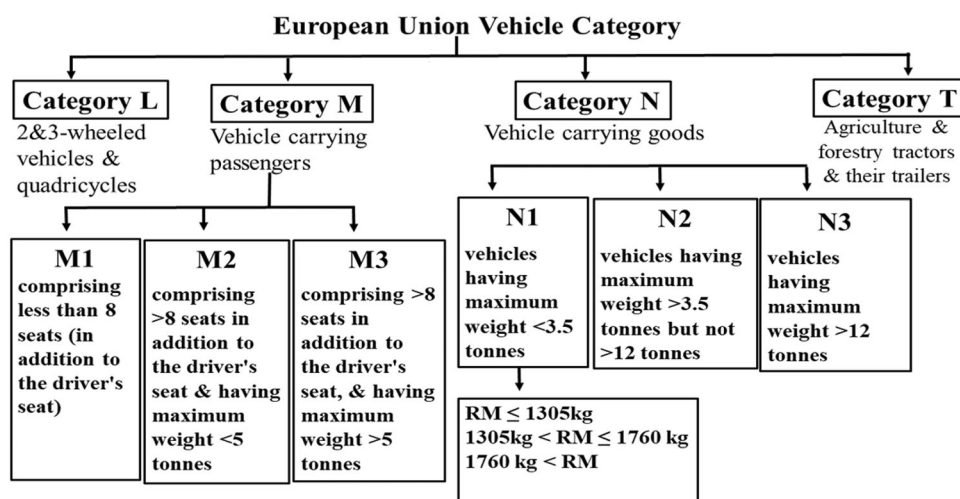 European Union Vehicle Category
Category L
2&3-wheeled
vehicles &
quadricycles
Category M
Vehicle carrying
passengers
Category N
Vehicle carrying goods
Category T
Agriculture &
forestry tractors
& their trailers
M1
comprising
less than 8
seats (in
addition to
the driver's
seat)
M2
comprising
>8 seats in
addition to
the driver's
seat & having
maximum
weight <5
tonnes
M3
comprising >8
seats in
addition to
the driver's
seat, & having
maximum
weight >5
tonnes
N1
vehicles
having
maximum
weight <3.5
tonnes
N2
vehicles having
maximum
weight >3.5
tonnes but not
>12 tonnes
N3
vehicles
having
maximum
weight >12
tonnes
RM ≤ 1305kg
1305kg < RM ≤ 1760 kg
1760 kg < RM